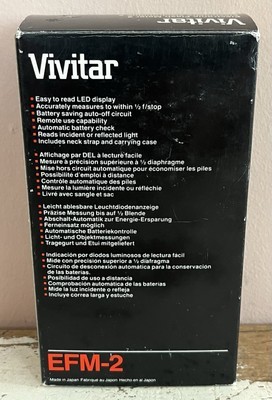 Vivitar
Vivitar
• Easy to read LED display
• Accurately measures to within ½ f/stop
• Battery saving auto-off circuit
• Remote use capability
• Automatic battery check
• Reads incident or reflected light
• Includes neck strap and carrying case
• Affichage par DEL à lecture facile
• Mesure à précision supérieure à ½ diaphragme
• Mise hors circuit automatique pour économiser les piles
• Possibilité d'emploi à distance
• Contrôle automatique des piles
• Mesure la lumière incidente ou réfléchie
• Livré avec sangle et sac
• Leicht ablesbare Leuchtdiodenanzeige
• Präzise Messung bis auf ½ Blende
• Abschalt-Automatik zur Energie-Ersparung
• Ferneinsatz möglich
• Automatische Batteriekontrolle
• Licht- und Objektmessungen
• Tragegurt und Etui mitgeliefert
• Indicación por diodos luminosos de lectura fácil
• Mide con precisión superior a ½ diafragma
• Circuito de desconexión automática para la conservación
de las baterías.
• Posibilidad de uso a distancia
• Comprobación automática de las baterías
• Mide la luz incidente o refleja
• Incluye correa larga y estuche
EFM-2
Made in Japan Fabriqué au Japon Hecho en el Japón